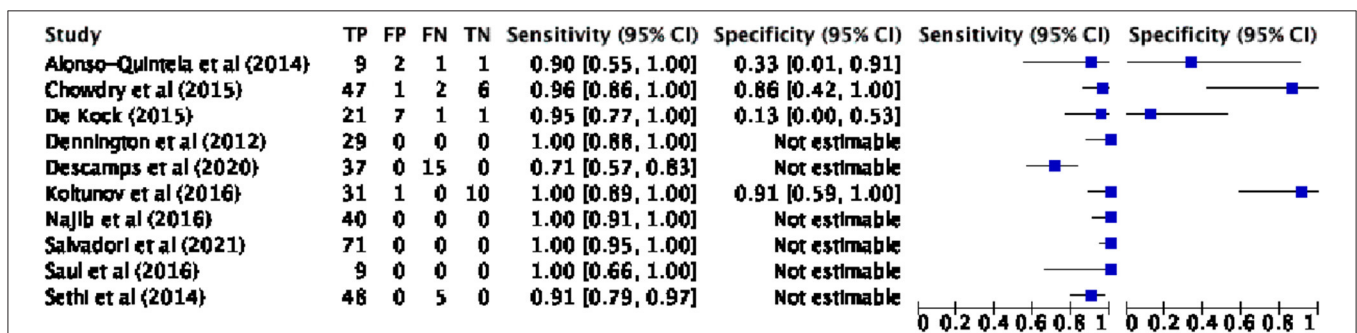 Study TP FP FN TN Sensitivity (95% CI) Specificity (95% CI) Sensitivity (95% CI) Specificity (95% CI)
Alonso-Quintela et al (2014) 9 2 1 1 0.90 [0.55, 1.00] 0.33 [0.01, 0.91]
Chowdry et al (2015) 47 1 2 6 0.96 [0.86, 1.00] 0.86 [0.42, 1.00]
De Kock (2015) 21 7 1 1 0.95 [0.77, 1.00] 0.13 [0.00, 0.53]
Dennington et al (2012) 29 0 0 0 1.00 [0.88, 1.00] Not estimable
Descamps et al (2020) 37 0 15 0 0.71 [0.57, 0.83] Not estimable
Koltunov et al (2016) 31 1 0 10 1.00 [0.89, 1.00] 0.91 [0.59, 1.00]
Najib et al (2016) 40 0 0 0 1.00 [0.91, 1.00] Not estimable
Salvadori et al (2021) 71 0 0 0 1.00 [0.95, 1.00] Not estimable
Saul et al (2016) 9 0 0 0 1.00 [0.66, 1.00] Not estimable
Sethi et al (2014) 48 0 5 0 0.91 [0.79, 0.97] Not estimable
0 0.2 0.4 0.6 0.8 1 0 0.2 0.4 0.6 0.8 1